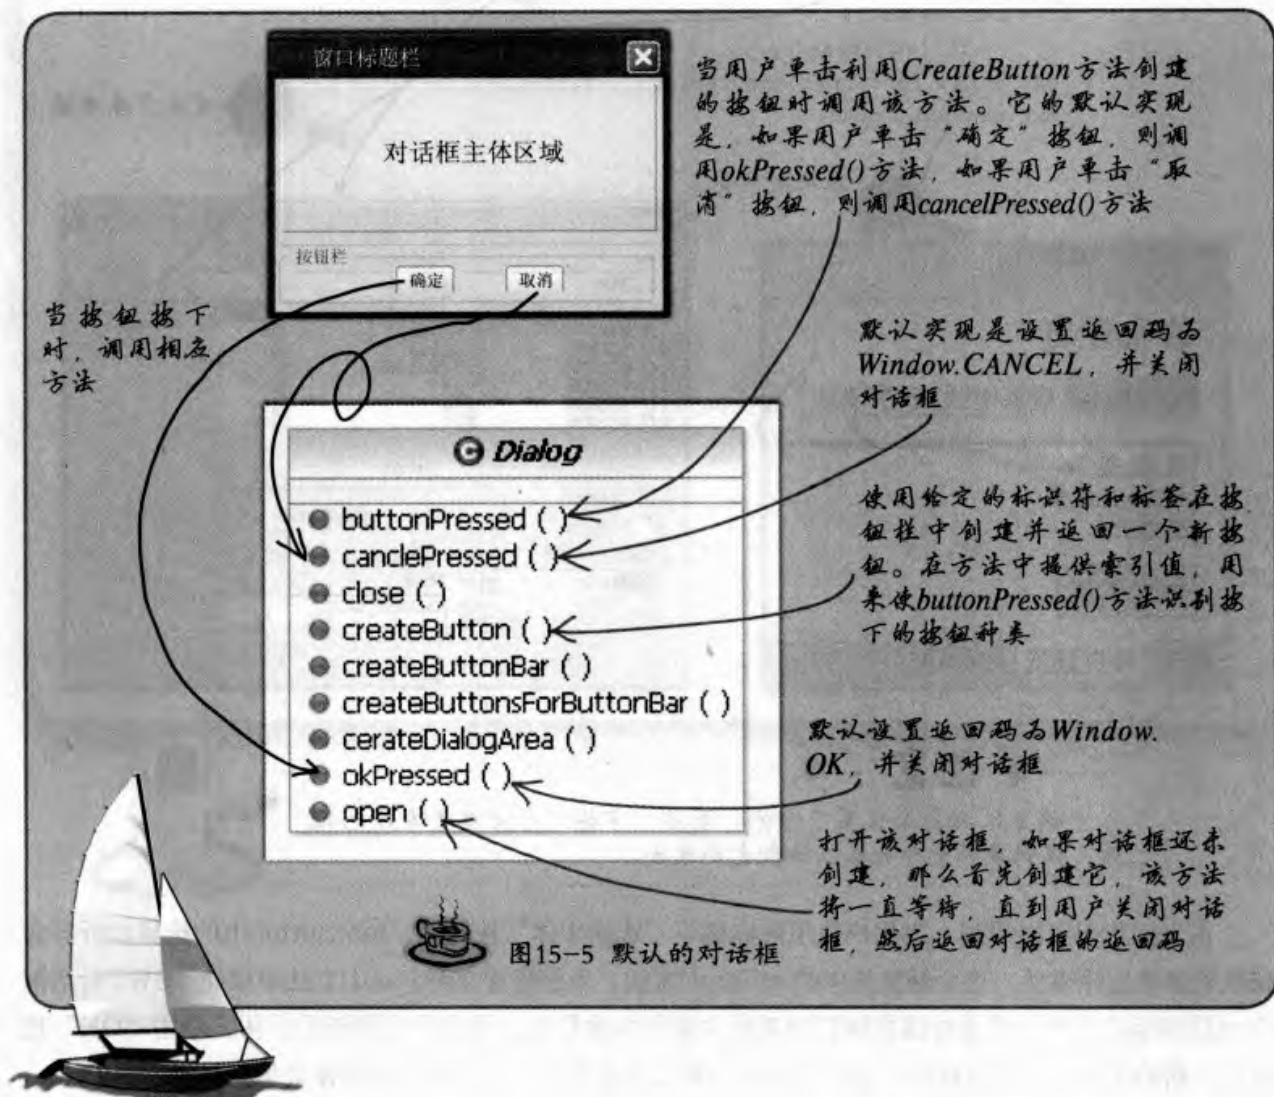 窗口标题栏
对话框主体区域
按钮栏
确定
取消
当用户单击利用CreateButton方法创建
的按钮时调用该方法。它的默认实现
是，如果用户单击“确定”按钮，则调
用okPressed()方法，如果用户单击“取
消”按钮，则调用cancelPressed()方法
当按钮按下
时，调用相应
方法
默认实现是设置返回码为
Window.CANCEL，并关闭
对话框
C Dialog
buttonPressed ( )
canclePressed ( )
close ( )
createButton ( )
createButtonBar ( )
createButtonsForButtonBar ( )
cerateDialogArea ( )
okPressed ( )
open ( )
使用给定的标识符和标签在按
钮栏中创建并返回一个新按
钮。在方法中提供索引值，用
来使buttonPressed()方法识别按
下的按钮种类
默认设置返回码为Window.
OK，并关闭对话框
打开该对话框，如果对话框还未
创建，那么首先创建它，该方法
将一直等待，直到用户关闭对话
框，然后返回对话框的返回码
图15-5 默认的对话框